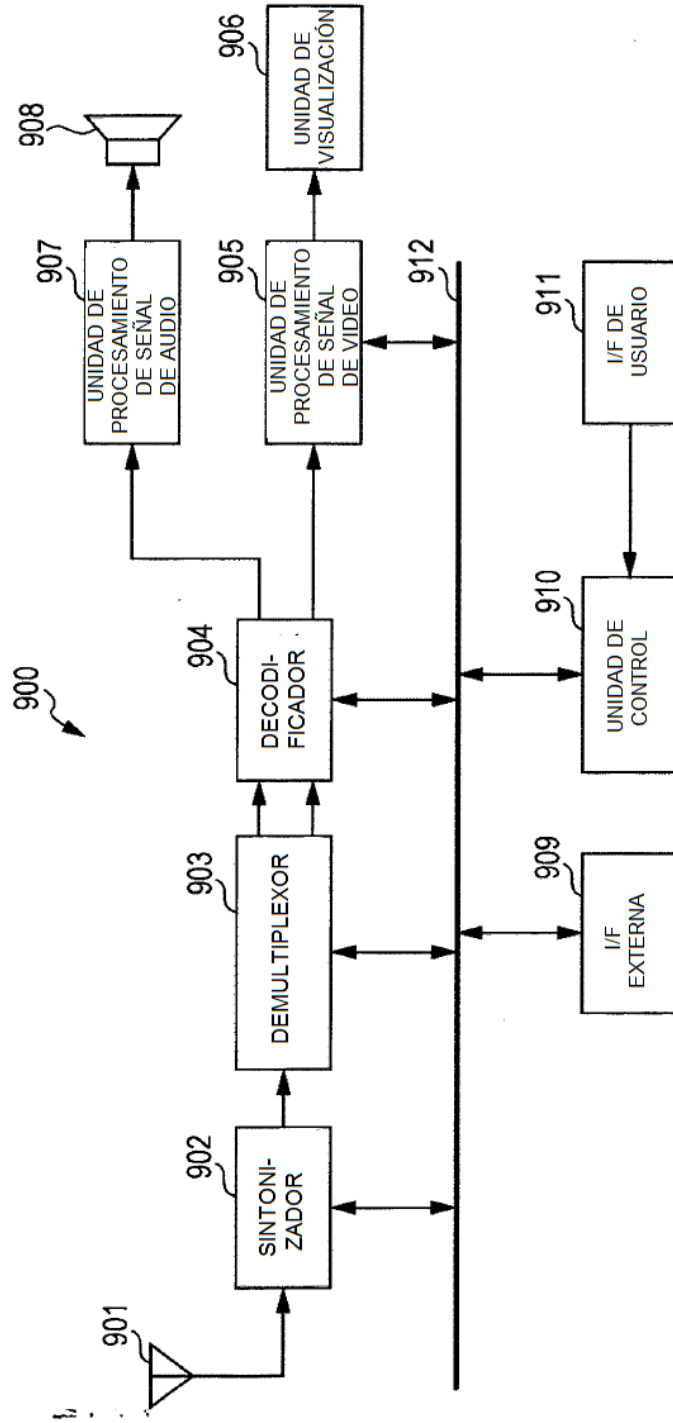 900
901
902
SINTONI-
ZADOR
903
DEMULTIPLEXOR
904
DECODI-
FICADOR
907
UNIDAD DE
PROCESAMIENTO
DE SEÑAL
DE AUDIO
908
905
UNIDAD DE
PROCESAMIENTO
DE SEÑAL
DE VIDEO
906
UNIDAD DE
VISUALIZACIÓN
912
909
I/F
EXTERNA
910
UNIDAD DE
CONTROL
911
I/F DE
USUARIO